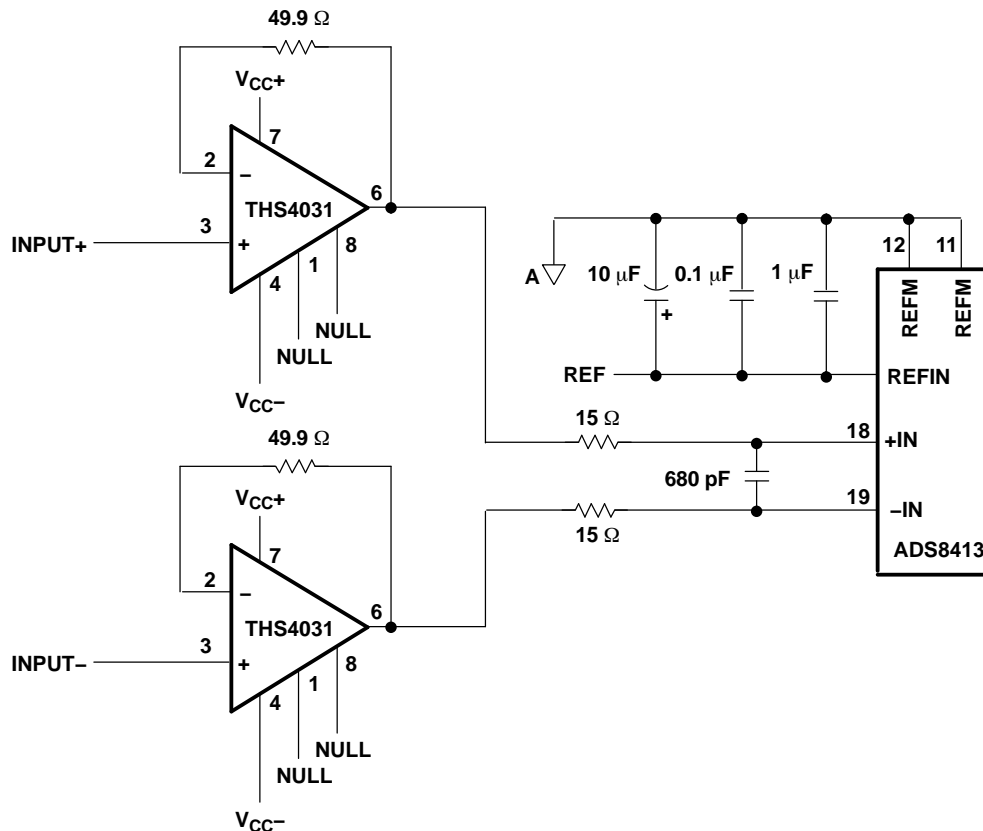 49.9 Ω
VCC+
7
2
−
6
THS4031
3
+
8
INPUT+
1
4
NULL
NULL
VCC−
12
11
A
10 μF
0.1 μF
1 μF
+
REFM
REFM
REF
REFIN
15 Ω
18
+IN
680 pF
19
−IN
15 Ω
ADS8413
49.9 Ω
VCC+
7
2
−
6
THS4031
3
+
8
INPUT−
1
4
NULL
NULL
VCC−